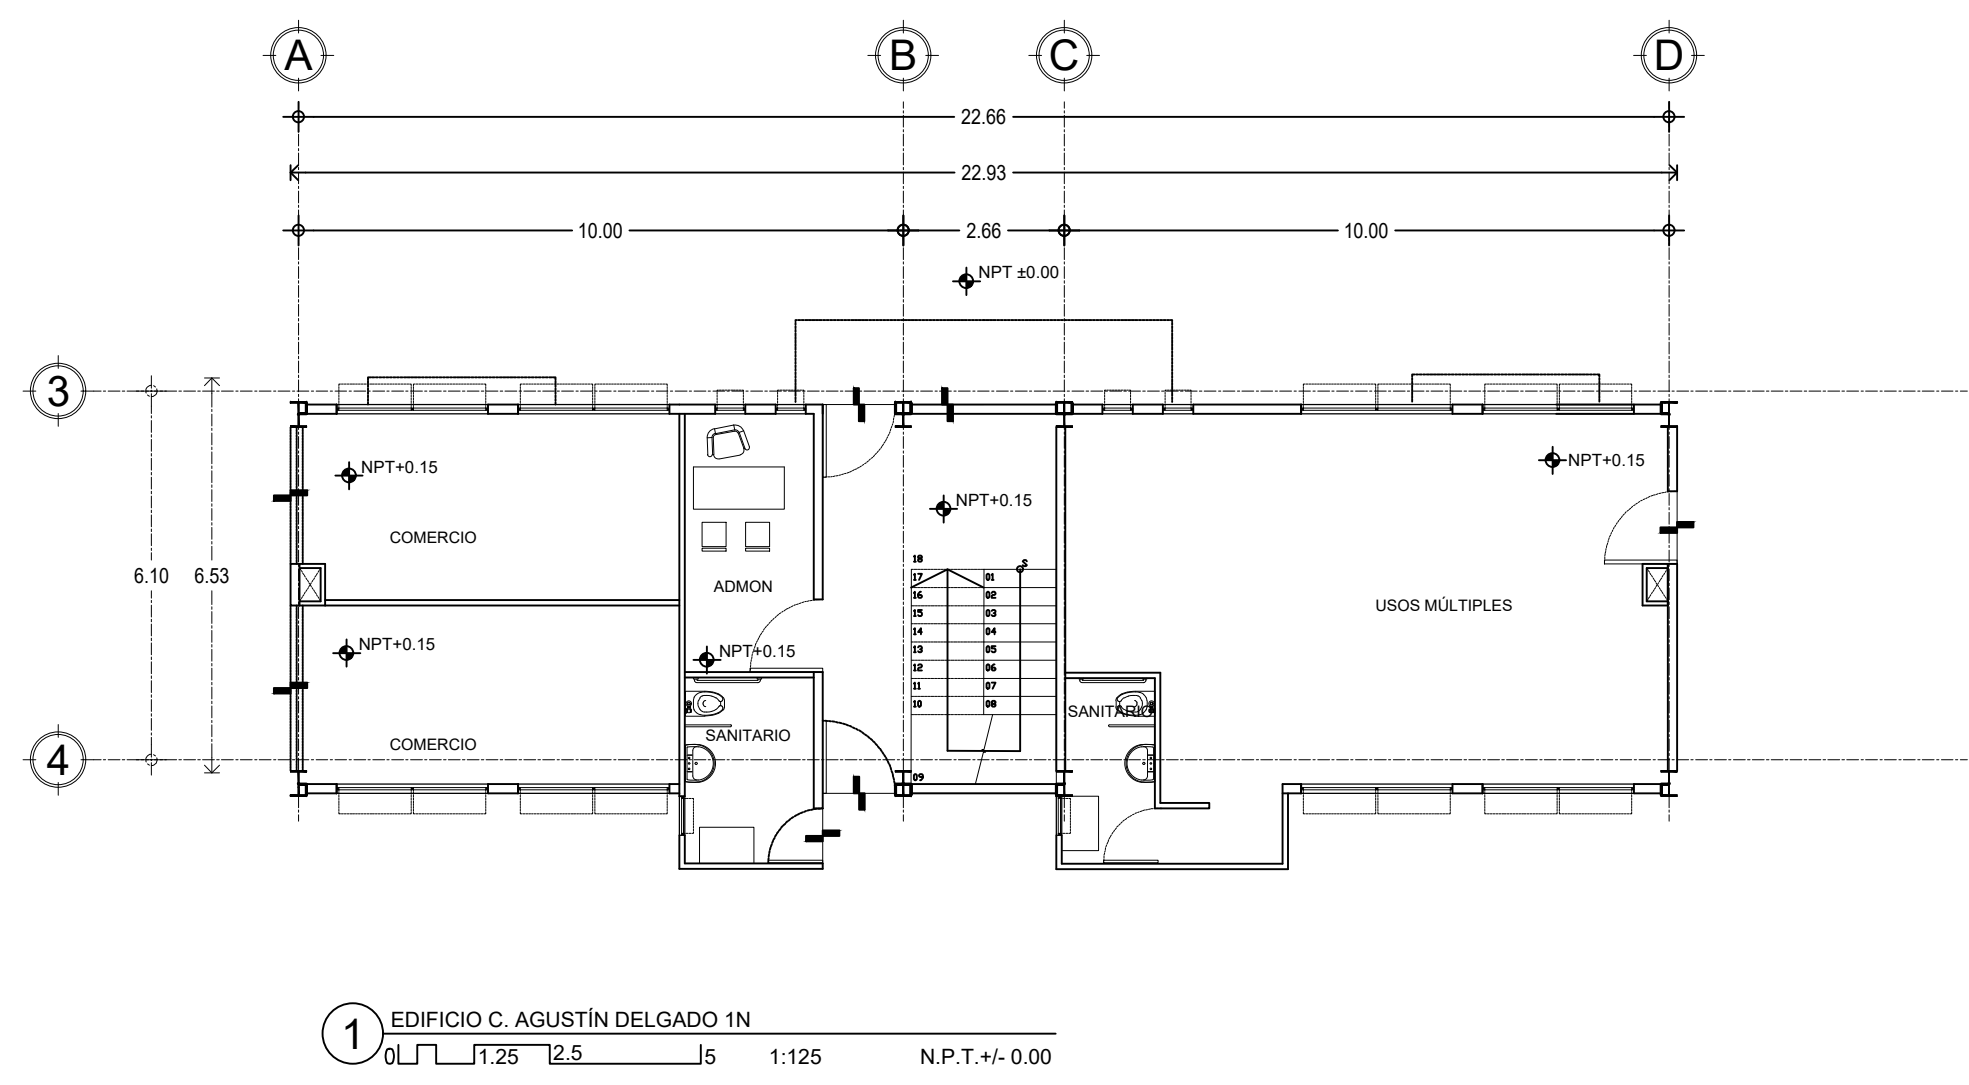 A B C D
22.66
22.93
10.00 2.66 10.00
NPT ±0.00
3
NPT+0.15
NPT+0.15
NPT+0.15
COMERCIO
6.10 6.53
ADMON
USOS MÚLTIPLES
18
S
17 01
16 02
15 03
14 04
13 05
12 06
11 07
10 08
09
NPT+0.15
NPT+0.15
SANITARIO
SANITARIO
COMERCIO
4
1
EDIFICIO C. AGUSTÍN DELGADO 1N
0 1.25 2.5 5 1:125 N.P.T.+/- 0.00